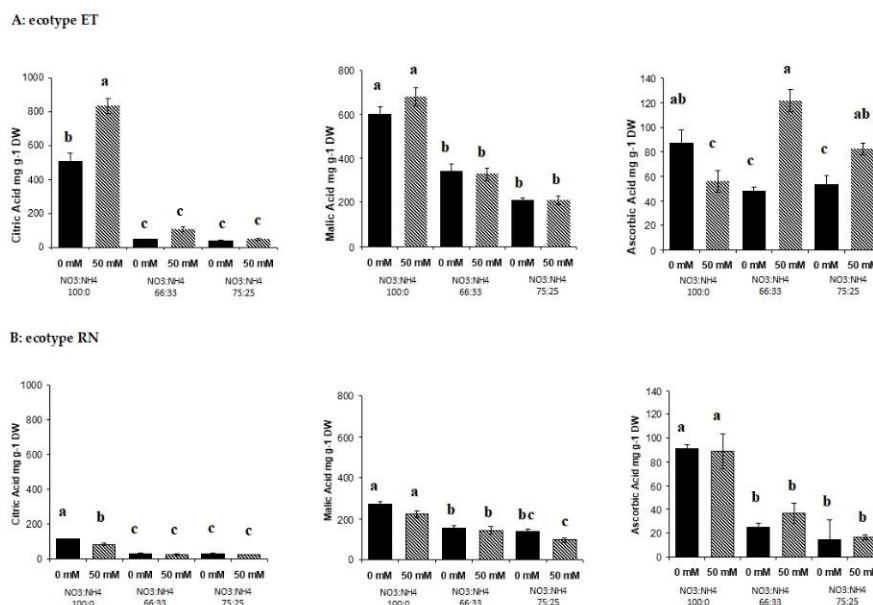 A: ecotype ET
Citric Acid mg g-1 DW
1000
800
600
400
200
0
b
a
c
c
c
c
0 mM 50 mM 0 mM 50 mM 0 mM 50 mM
NO3:NH4 NO3:NH4 NO3:NH4
100:0 66:33 75:25
Malic Acid mg g-1 DW
800
600
400
200
0
a
a
b
b
b
b
0 mM 50 mM 0 mM 50 mM 0 mM 50 mM
NO3:NH4 NO3:NH4 NO3:NH4
100:0 66:33 75:25
Ascorbic Acid mg g-1 DW
140
120
100
80
60
40
20
0
ab
c
c
a
c
ab
0 mM 50 mM 0 mM 50 mM 0 mM 50 mM
NO3:NH4 NO3:NH4 NO3:NH4
100:0 66:33 75:25
B: ecotype RN
Citric Acid mg g-1 DW
1000
800
600
400
200
0
a
b
c
c
c
c
0 mM 50 mM 0 mM 50 mM 0 mM 50 mM
NO3:NH4 NO3:NH4 NO3:NH4
100:0 66:33 75:25
Malic Acid mg g-1 DW
800
600
400
200
0
a
a
b
b
bc
c
0 mM 50 mM 0 mM 50 mM 0 mM 50 mM
NO3:NH4 NO3:NH4 NO3:NH4
100:0 66:33 75:25
Ascorbic Acid mg g-1 DW
140
120
100
80
60
40
20
0
a
a
b
b
b
b
0 mM 50 mM 0 mM 50 mM 0 mM 50 mM
NO3:NH4 NO3:NH4 NO3:NH4
100:0 66:33 75:25